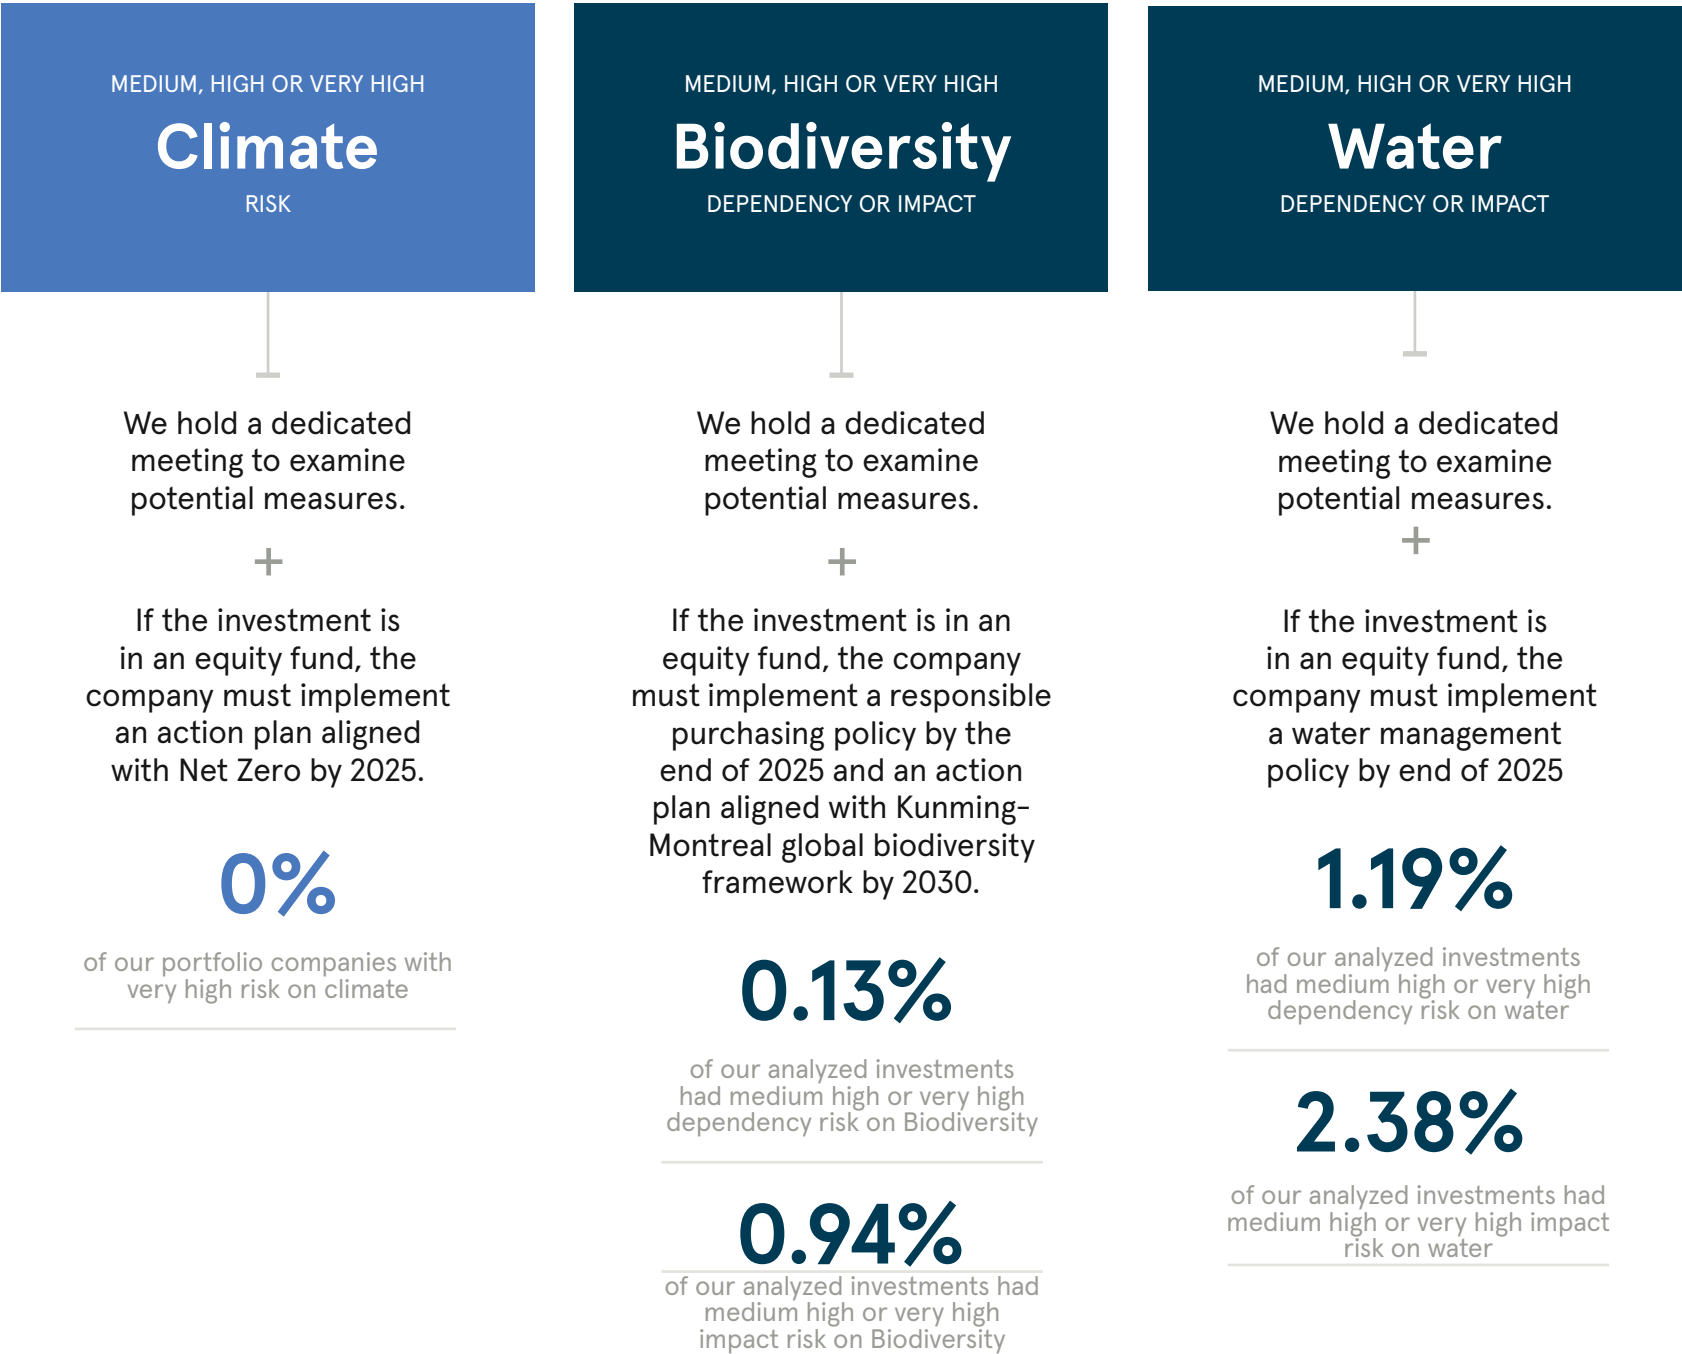 MEDIUM, HIGH OR VERY HIGH
Climate
RISK
We hold a dedicated
meeting to examine
potential measures.
+
If the investment is
in an equity fund, the
company must implement
an action plan aligned
with Net Zero by 2025.
0%
of our portfolio companies with
very high risk on climate
MEDIUM, HIGH OR VERY HIGH
Biodiversity
DEPENDENCY OR IMPACT
We hold a dedicated
meeting to examine
potential measures.
+
If the investment is in an
equity fund, the company
must implement a responsible
purchasing policy by the
end of 2025 and an action
plan aligned with Kunming-
Montreal global biodiversity
framework by 2030.
0.13%
of our analyzed investments
had medium high or very high
dependency risk on Biodiversity
0.94%
of our analyzed investments had
medium high or very high
impact risk on Biodiversity
MEDIUM, HIGH OR VERY HIGH
Water
DEPENDENCY OR IMPACT
We hold a dedicated
meeting to examine
potential measures.
+
If the investment is
in an equity fund, the
company must implement
a water management
policy by end of 2025
1.19%
of our analyzed investments
had medium high or very high
dependency risk on water
2.38%
of our analyzed investments had
medium high or very high impact
risk on water